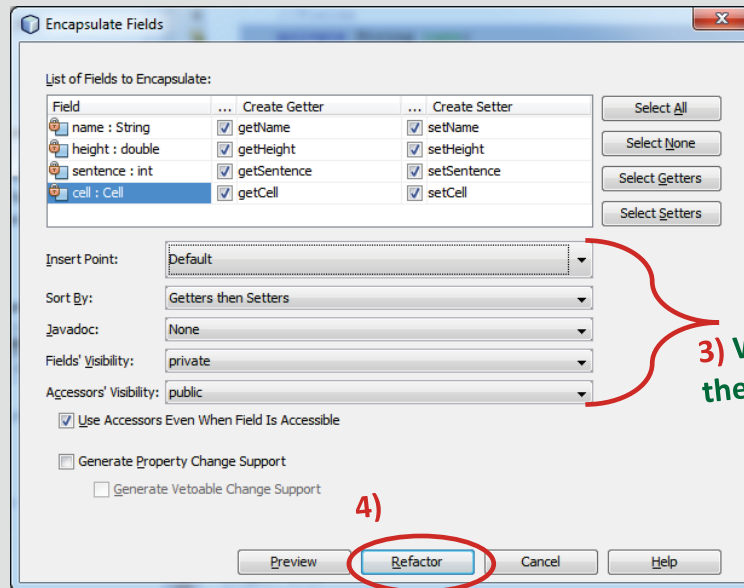 Encapsulate Fields
List of Fields to Encapsulate:
Field ... Create Getter ... Create Setter
name : String getName setName
height : double getHeight setHeight
sentence : int getSentence setSentence
cell : Cell getCell setCell
Select All
Select None
Select Getters
Select Setters
Insert Point: Default
Sort By: Getters then Setters
Javadoc: None
Fields' Visibility: private
Accessors' Visibility: public
Use Accessors Even When Field Is Accessible
Generate Property Change Support
Generate Vetoable Change Support
3)
the
4)
Preview Refactor Cancel Help